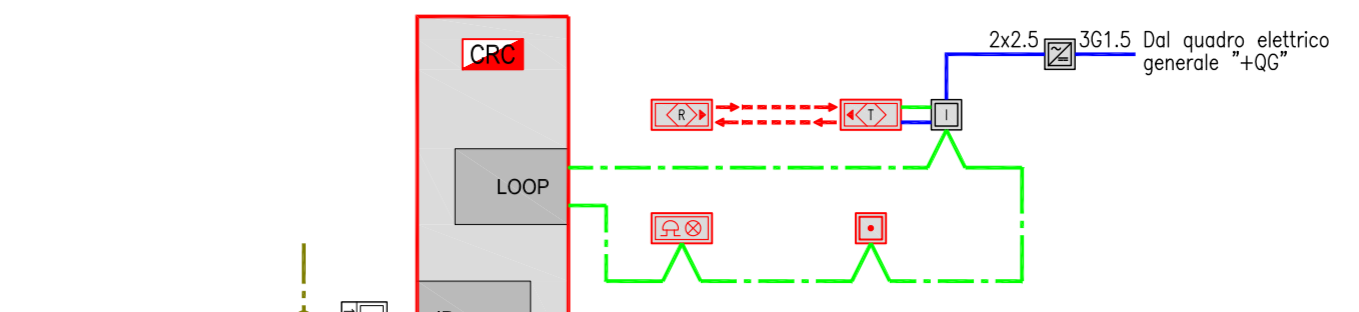 CRC
2x2.5
3G1.5
Dal quadro elettrico
generale "+QG"
R
T
I
LOOP